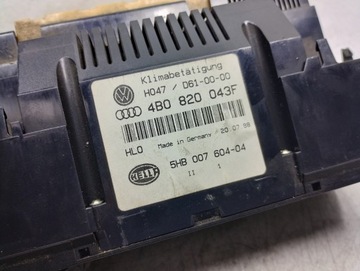 Klimabetätigung
H047 / D61-00-00
4B0 820 043F
HLO Made in Germany / 20.07.98
5HB 007 604-04
HELLA
11 1